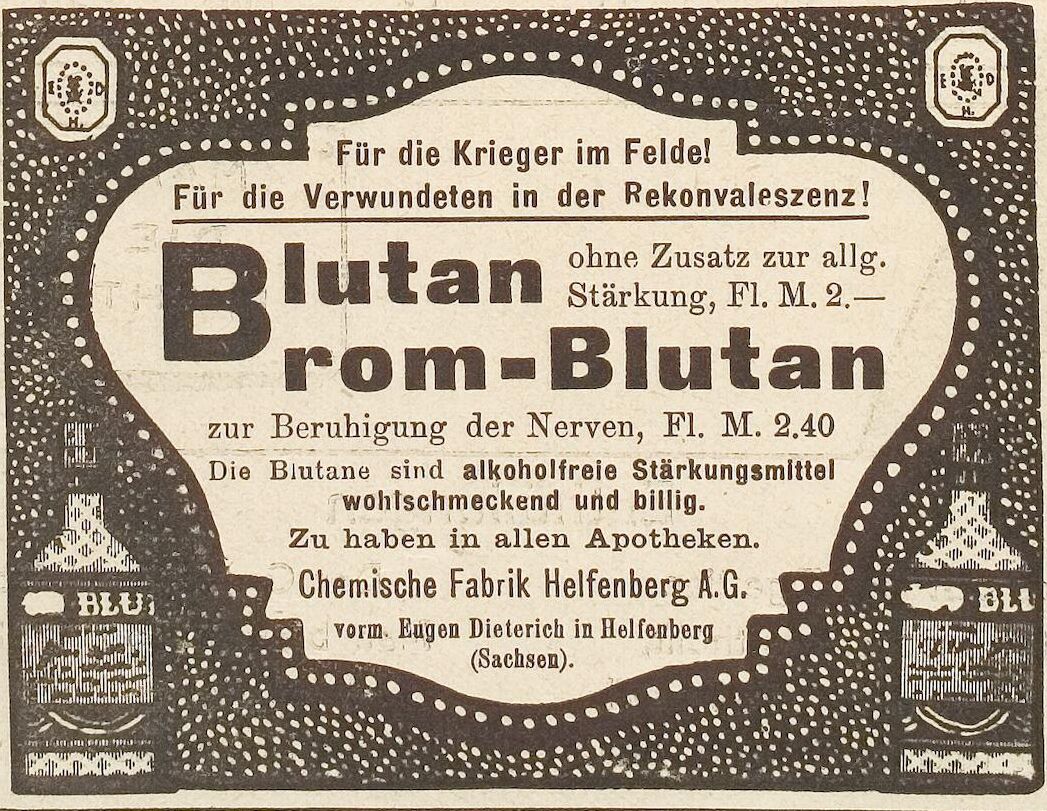 E D
H.
E D
H.
Für die Krieger im Felde!
Für die Verwundeten in der Rekonvaleszenz!
Blutan ohne Zusatz zur allg.
Stärkung, Fl. M. 2.—
Brom-Blutan
zur Beruhigung der Nerven, Fl. M. 2.40
Die Blutane sind alkoholfreie Stärkungsmittel
wohlschmeckend und billig.
Zu haben in allen Apotheken.
Chemische Fabrik Helfenberg A.G.
vorm. Eugen Dieterich in Helfenberg
(Sachsen).
BLU
BLU